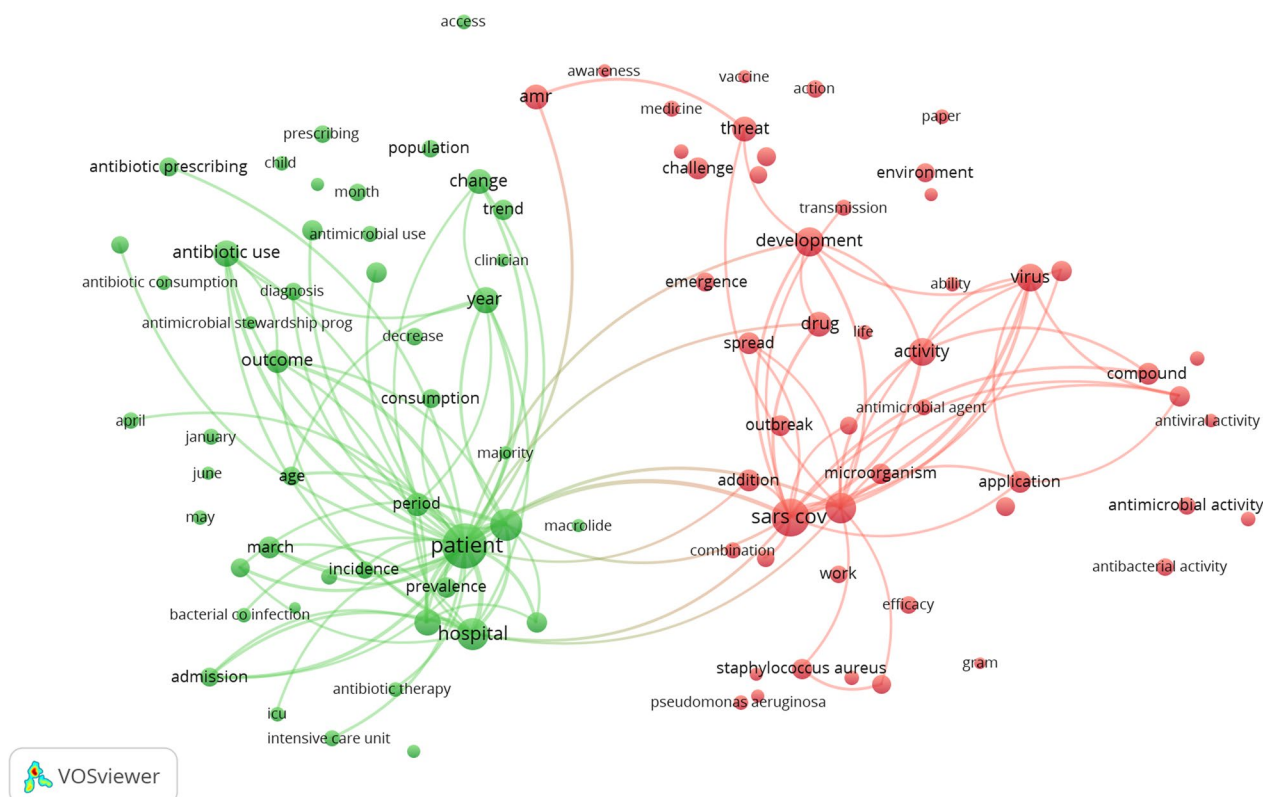 access
awareness
vaccine
amr
action
medicine
paper
threat
prescribing
population
antibiotic prescribing
child
challenge
environment
change
month
trend
transmission
antimicrobial use
development
antibiotic use
clinician
antibiotic consumption
diagnosis
emergence
ability
virus
year
antimicrobial stewardship prog
decrease
drug
life
spread
outcome
activity
compound
consumption
antimicrobial agent
april
outbreak
antiviral activity
january
majority
june
age
addition
microorganism
application
period
antimicrobial activity
may
macrolide
sars cov
patient
march
combination
incidence
prevalence
work
antibacterial activity
bacterial co infection
efficacy
hospital
gram
admission
staphylococcus aureus
antibiotic therapy
pseudomonas aeruginosa
icu
intensive care unit
VOSviewer